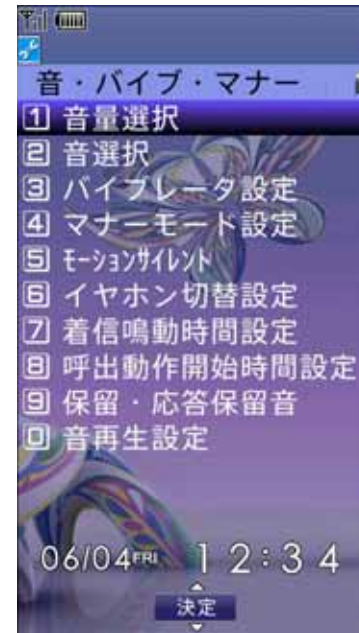 音・バイブ・マナー
1 音量選択
2 音選択
3 バイブレータ設定
4 マナーモード設定
5 ﾓｰｼｮﾝｻｲﾚﾝﾄ
6 イヤホン切替設定
7 着信鳴動時間設定
8 呼出動作開始時間設定
9 保留・応答保留音
0 音再生設定
06/04 FRI 12:34
決定